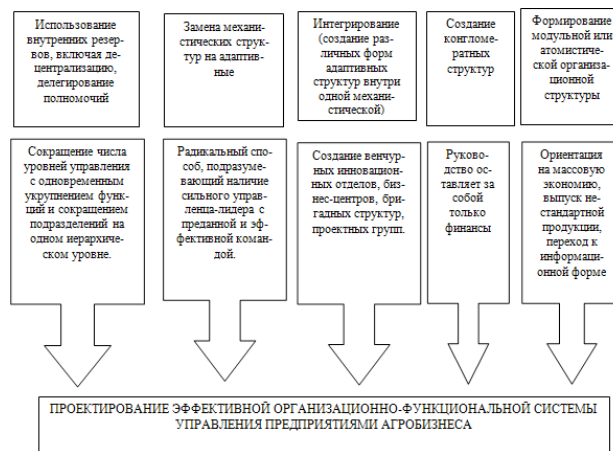 Использование
внутренних резер-
вов, включая де-
централизацию,
делегирование
полномочий
Замена механи-
стических струк-
тур на адаптив-
ные
Интегрирование
(создание раз-
личных форм
адаптивных
структур внутри
одной механи-
стической)
Создание
конгломе-
ратных
структур
Формирование
модульной или
атомистиче-
ской организа-
ционной
структуры
Сокращение числа
уровней управления
с одновременным
укрупнением функ-
ций и сокращением
подразделений на
одном иерархиче-
ском уровне.
Радикальный спо-
соб, подразуме-
вающий наличие
сильного управ-
ленца-лидера с
преданной и эф-
фективной коман-
дой.
Создание венчур-
ных инновацион-
ных отделов, биз-
нес-центров, бри-
гадных структур,
проектных групп.
Руковод-
ство ос-
тавляет за
собой
только
финансы
Ориентация
на массовую
экономию,
выпуск не-
стандартной
продукции,
переход к
информаци-
онной форме
ПРОЕКТИРОВАНИЕ ЭФФЕКТИВНОЙ ОРГАНИЗАЦИОННО-ФУНКЦИОНАЛЬНОЙ СИСТЕМЫ
УПРАВЛЕНИЯ ПРЕДПРИЯТИЯМИ АГРОБИЗНЕСА